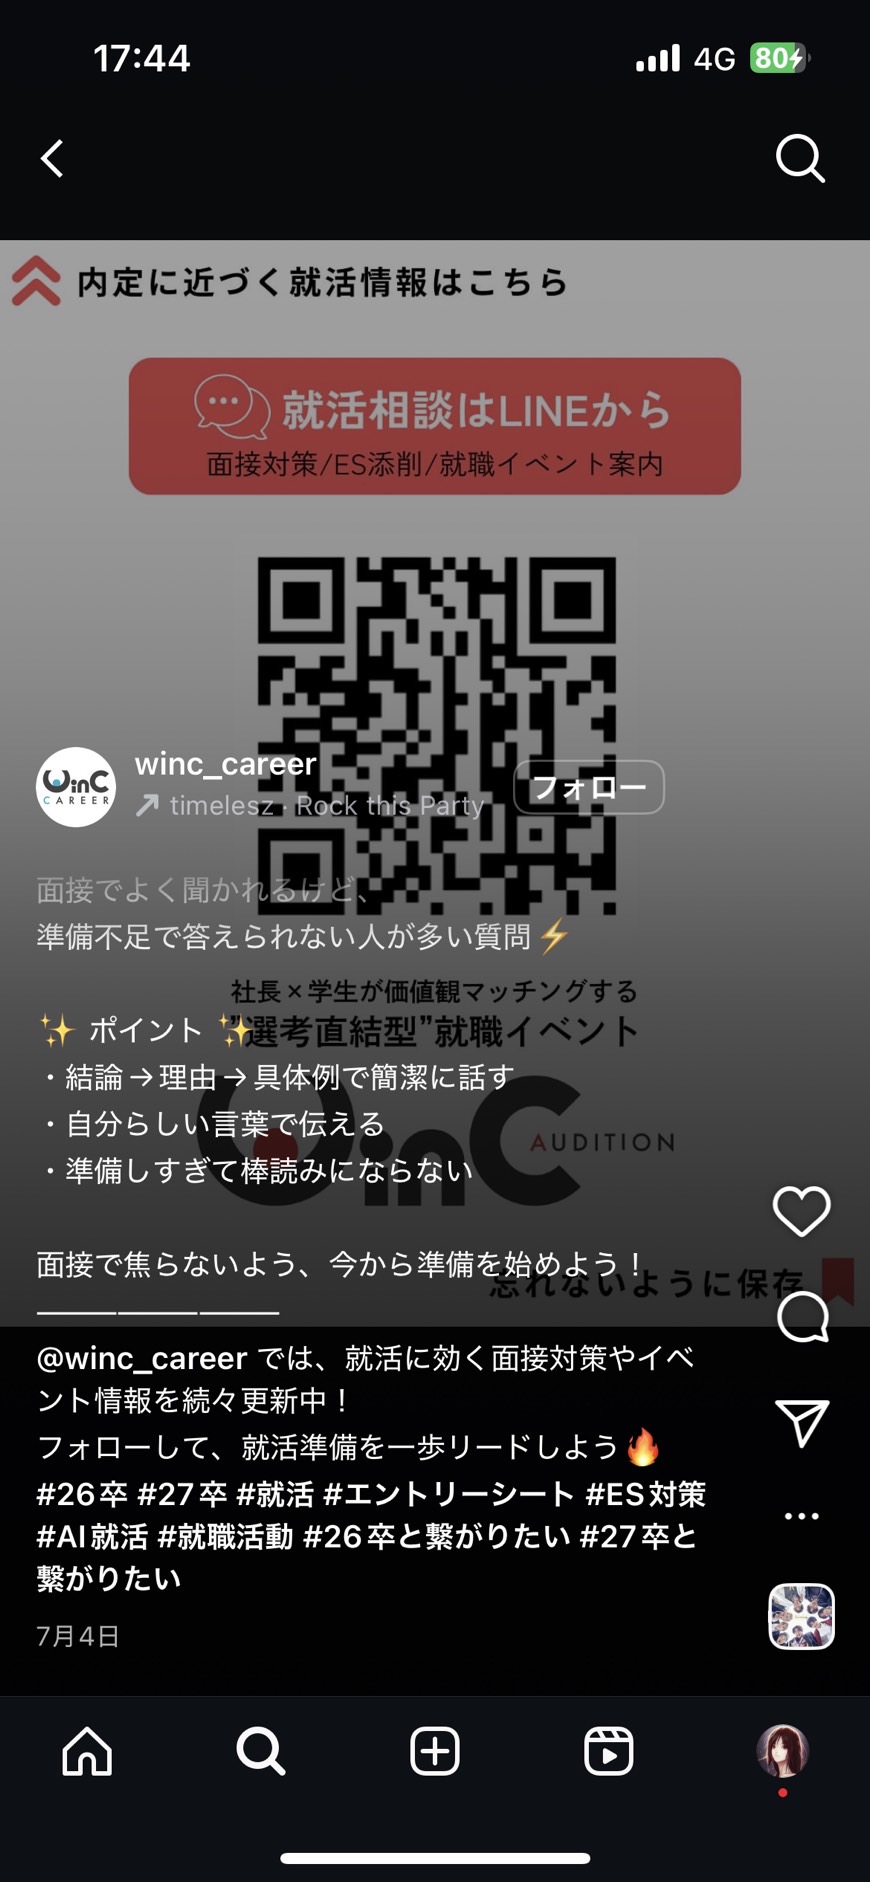 17:44
4G
80
内定に近づく就活情報はこちら
就活相談はLINEから
面接対策/ES添削/就職イベント案内
WinC
CAREER
winc_career
timelesz · Rock this Party
フォロー
面接でよく聞かれるけど、
準備不足で答えられない人が多い質問⚡
社長×学生が価値観マッチングする
”選考直結型”就職イベント
✨ ポイント ✨
・結論→理由→具体例で簡潔に話す
・自分らしい言葉で伝える
・準備しすぎて棒読みにならない
WinC
AUDITION
面接で焦らないよう、今から準備を始めよう！
忘れないように保存
@winc_career では、就活に効く面接対策やイベ
ント情報を続々更新中！
フォローして、就活準備を一歩リードしよう🔥
#26卒 #27卒 #就活 #エントリーシート #ES対策
#AI就活 #就職活動 #26卒と繋がりたい #27卒と
繋がりたい
7月4日